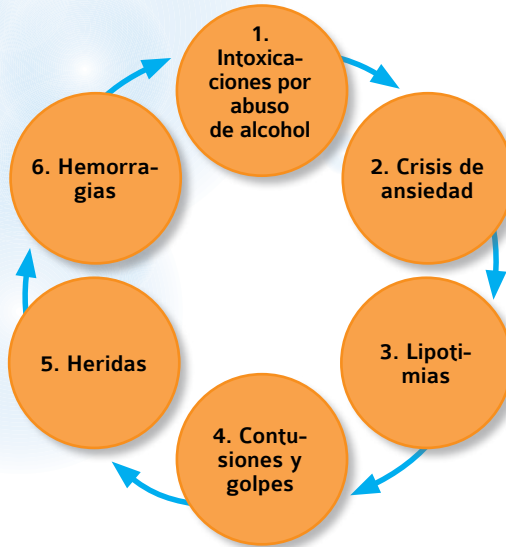 1.
Intoxica-
ciones por
abuso
de alcohol
2. Crisis de
ansiedad
3. Lipoti-
mias
4. Contu-
siones y
golpes
5. Heridas
6. Hemorra-
gias